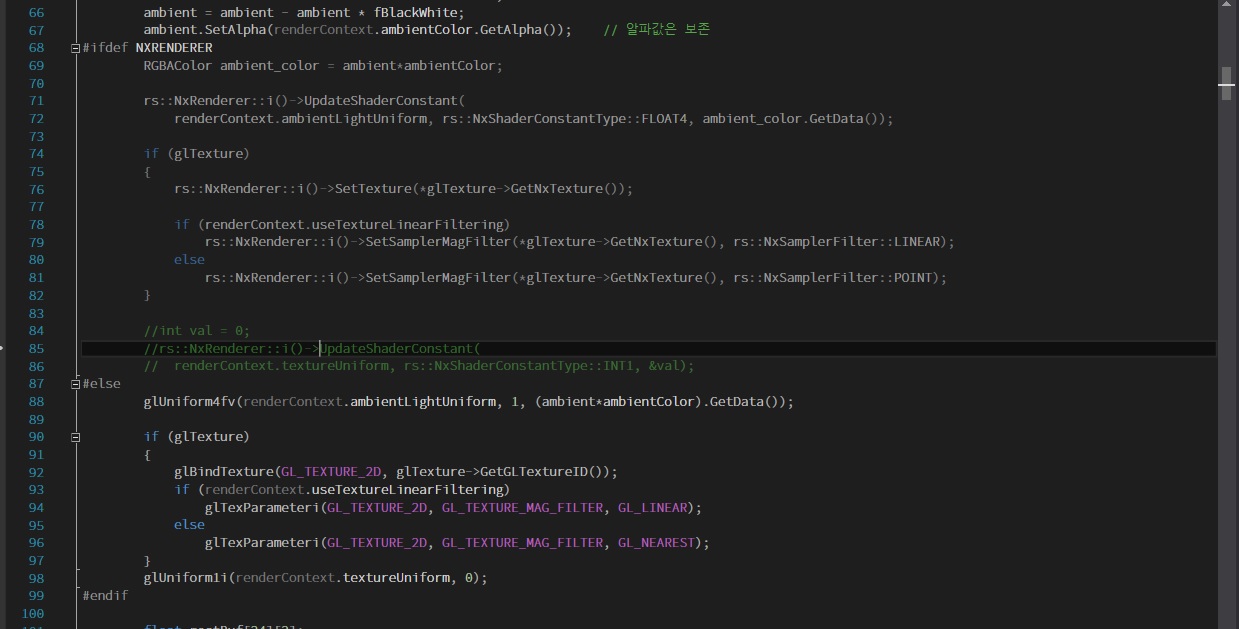 66 ambient = ambient - ambient * fBlackWhite;
67 ambient.SetAlpha(renderContext.ambientColor.GetAlpha());    // 알파값은 보존
68 #ifdef NXRENDERER
69 RGBAColor ambient_color = ambient*ambientColor;
70
71 rs::NxRenderer::i()->UpdateShaderConstant(
72 renderContext.ambientLightUniform, rs::NxShaderConstantType::FLOAT4, ambient_color.GetData());
73
74 if (glTexture)
75 {
76 rs::NxRenderer::i()->SetTexture(*glTexture->GetNxTexture());
77
78 if (renderContext.useTextureLinearFiltering)
79 rs::NxRenderer::i()->SetSamplerMagFilter(*glTexture->GetNxTexture(), rs::NxSamplerFilter::LINEAR);
80 else
81 rs::NxRenderer::i()->SetSamplerMagFilter(*glTexture->GetNxTexture(), rs::NxSamplerFilter::POINT);
82 }
83
84 //int val = 0;
85 //rs::NxRenderer::i()->UpdateShaderConstant(
86 //  renderContext.textureUniform, rs::NxShaderConstantType::INT1, &val);
87 #else
88 glUniform4fv(renderContext.ambientLightUniform, 1, (ambient*ambientColor).GetData());
89
90 if (glTexture)
91 {
92 glBindTexture(GL_TEXTURE_2D, glTexture->GetGLTextureID());
93 if (renderContext.useTextureLinearFiltering)
94 glTexParameteri(GL_TEXTURE_2D, GL_TEXTURE_MAG_FILTER, GL_LINEAR);
95 else
96 glTexParameteri(GL_TEXTURE_2D, GL_TEXTURE_MAG_FILTER, GL_NEAREST);
97 }
98 glUniform1i(renderContext.textureUniform, 0);
99 #endif
100